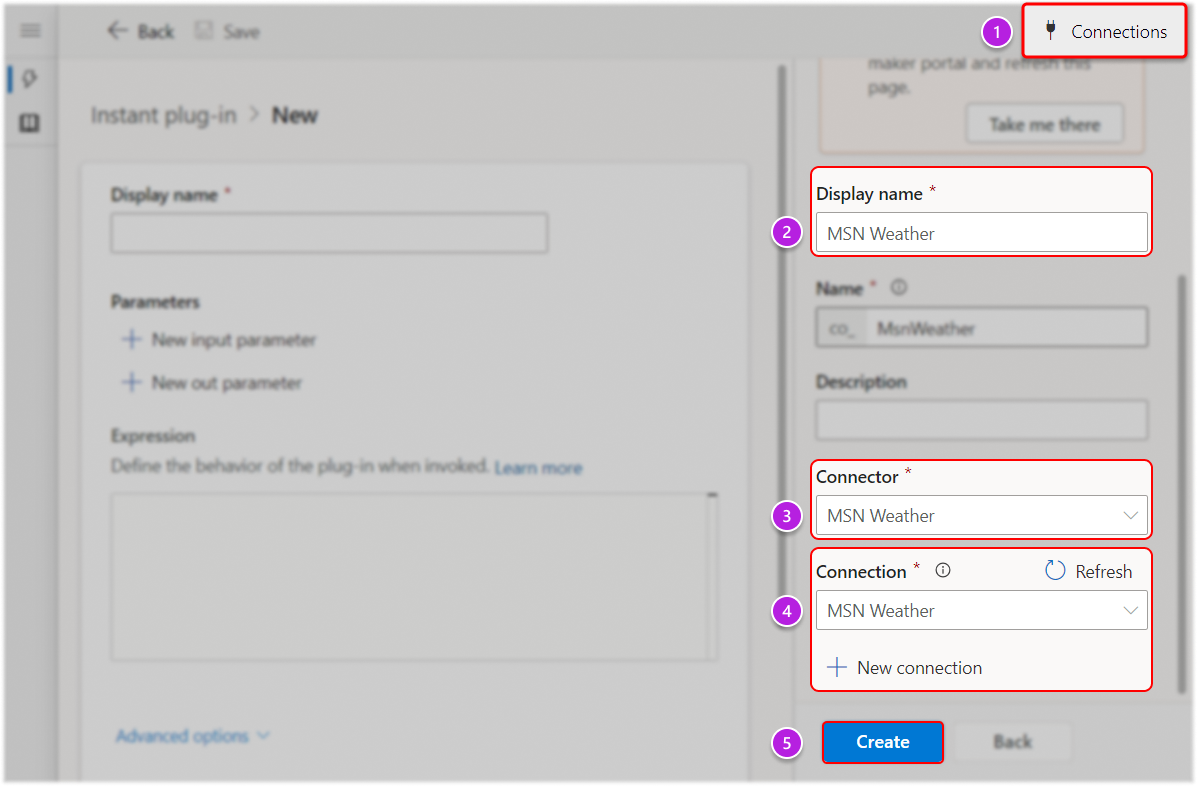 Back
Save
1
Connections
Instant plug-in > New
Display name *
Parameters
New input parameter
New out parameter
Expression
Define the behavior of the plug-in when invoked. Learn more
Advanced options
maker portal and refresh this
page.
Take me there
Display name *
2
MSN Weather
Name *
co_ MsnWeather
Description
Connector *
3
MSN Weather
Connection *
Refresh
4
MSN Weather
New connection
5
Create
Back